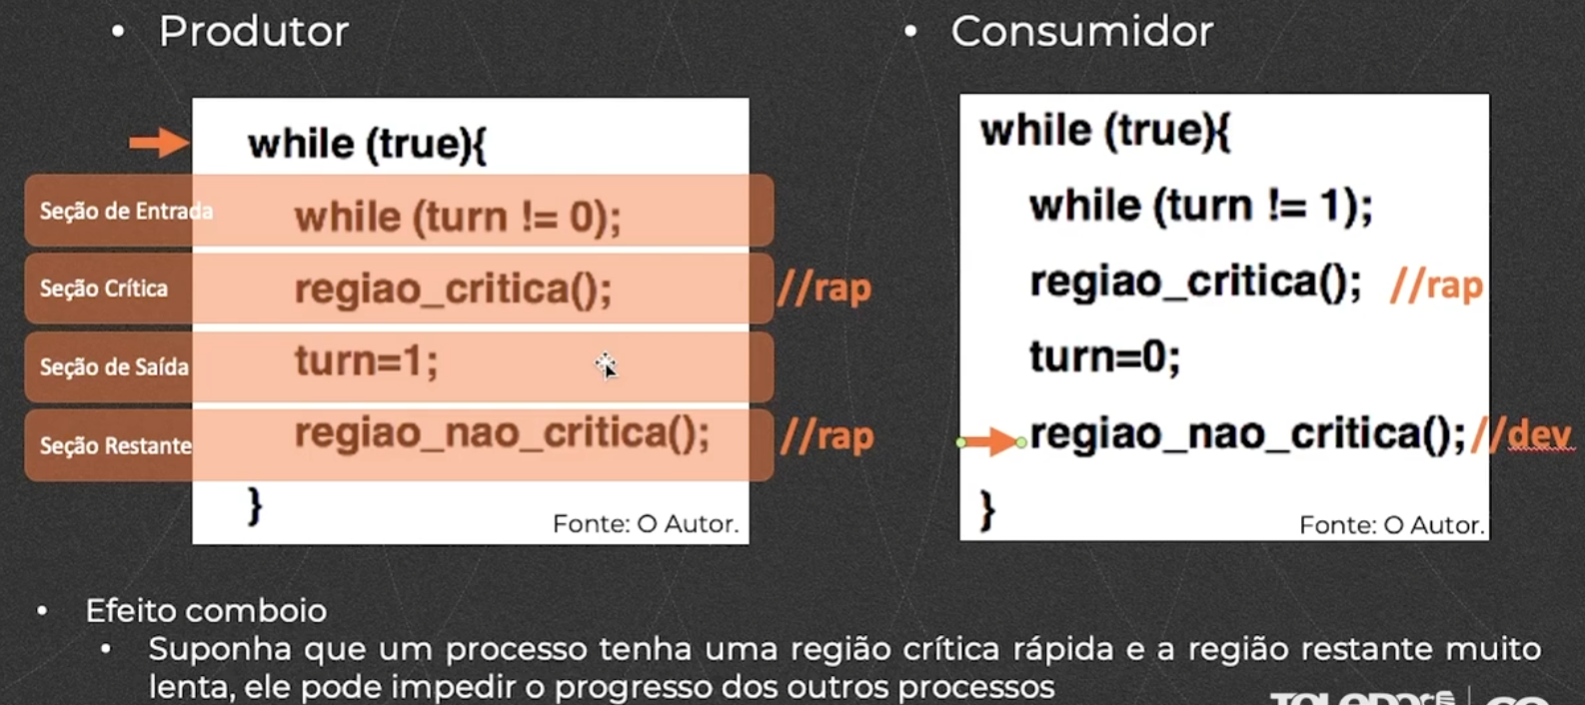 • Produtor
while (true){
Seção de Entrada while (turn != 0);
Seção Crítica regiao_critica(); //rap
Seção de Saída turn=1;
Seção Restante regiao_nao_critica(); //rap
}
Fonte: O Autor.
• Consumidor
while (true){
while (turn != 1);
regiao_critica(); //rap
turn=0;
regiao_nao_critica(); //dev
}
Fonte: O Autor.
• Efeito comboio
• Suponha que um processo tenha uma região crítica rápida e a região restante muito
lenta, ele pode impedir o progresso dos outros processos